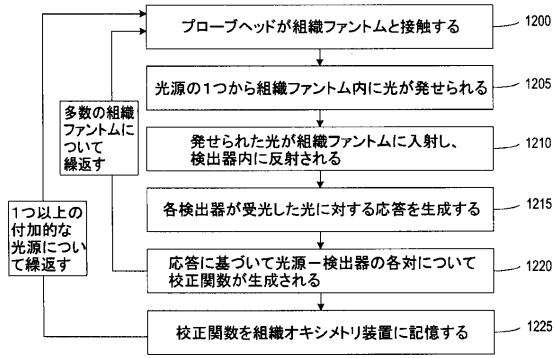 プローブヘッドが組織ファントムと接触する
1200
光源の1つから組織ファントム内に光が発せられる
1205
多数の組織
ファントムに
ついて
繰返す
発せられた光が組織ファントムに入射し、
検出器内に反射される
1210
1つ以上の
付加的な
光源につい
て繰返す
各検出器が受光した光に対する応答を生成する
1215
応答に基づいて光源－検出器の各対について
校正関数が生成される
1220
校正関数を組織オキシメトリ装置に記憶する
1225